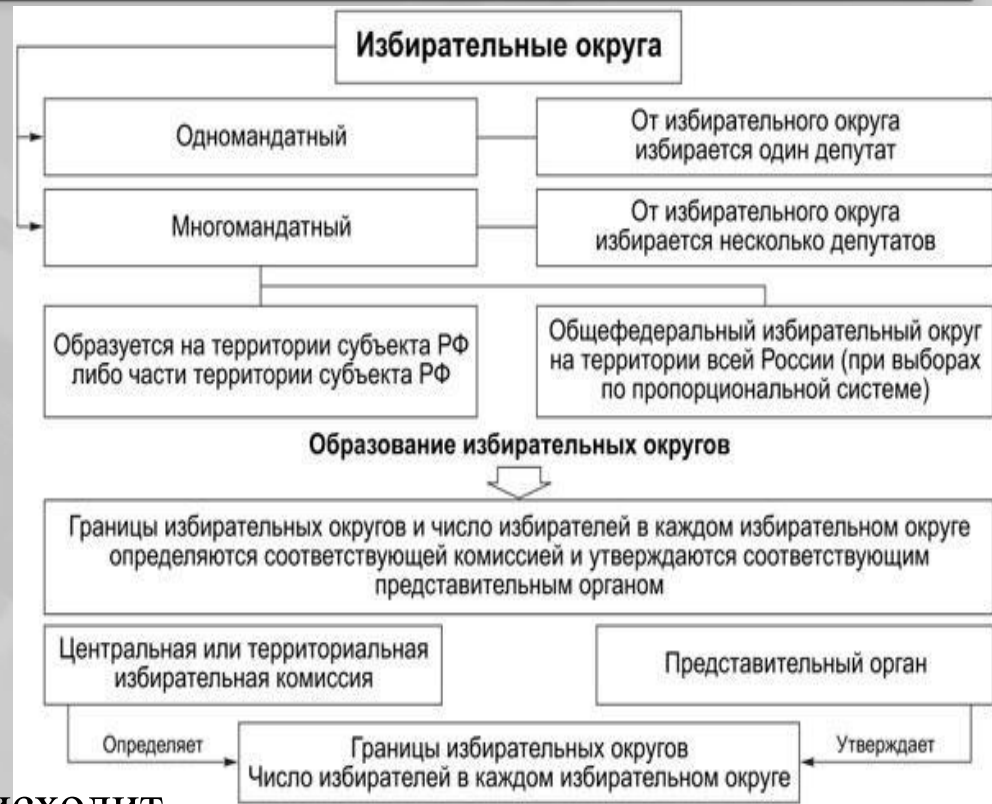 Избирательные округа
Одномандатный
От избирательного округа
избирается один депутат
Многомандатный
От избирательного округа
избирается несколько депутатов
Образуется на территории субъекта РФ
либо части территории субъекта РФ
Общефедеральный избирательный округ
на территории всей России (при выборах
по пропорциональной системе)
Образование избирательных округов
Границы избирательных округов и число избирателей в каждом избирательном округе
определяются соответствующей комиссией и утверждаются соответствующим
представительным органом
Центральная или территориальная
избирательная комиссия
Представительный орган
Определяет
Границы избирательных округов
Число избирателей в каждом избирательном округе
Утверждает